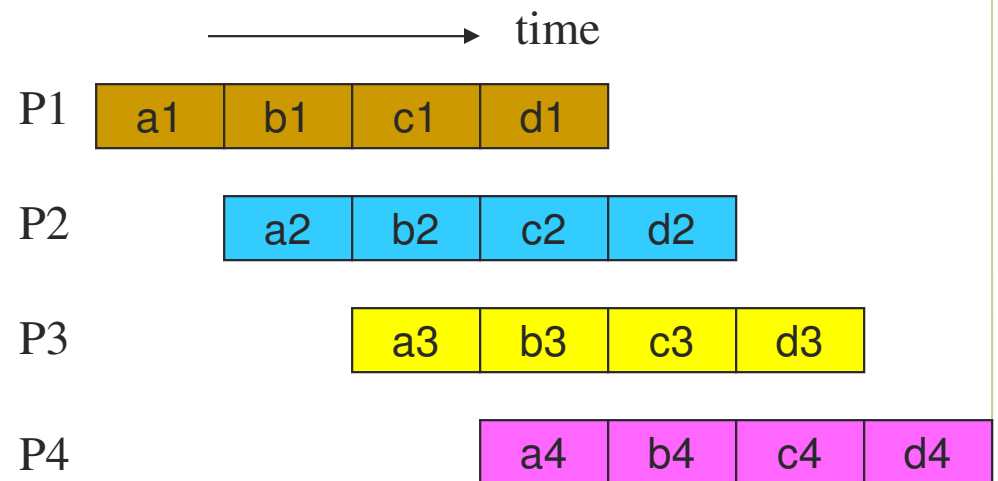 time
P1 a1 b1 c1 d1
P2 a2 b2 c2 d2
P3 a3 b3 c3 d3
P4 a4 b4 c4 d4